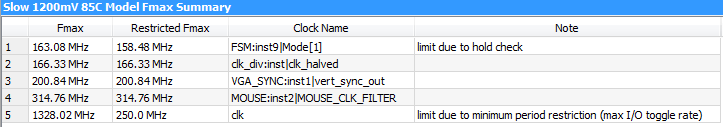 Slow 1200mV 85C Model Fmax Summary
Fmax Restricted Fmax Clock Name Note
1 163.08 MHz 158.48 MHz FSM:inst9|Mode[1] limit due to hold check
2 166.33 MHz 166.33 MHz clk_div:inst|clk_halved
3 200.84 MHz 200.84 MHz VGA_SYNC:inst1|vert_sync_out
4 314.76 MHz 314.76 MHz MOUSE:inst2|MOUSE_CLK_FILTER
5 1328.02 MHz 250.0 MHz clk limit due to minimum period restriction (max I/O toggle rate)